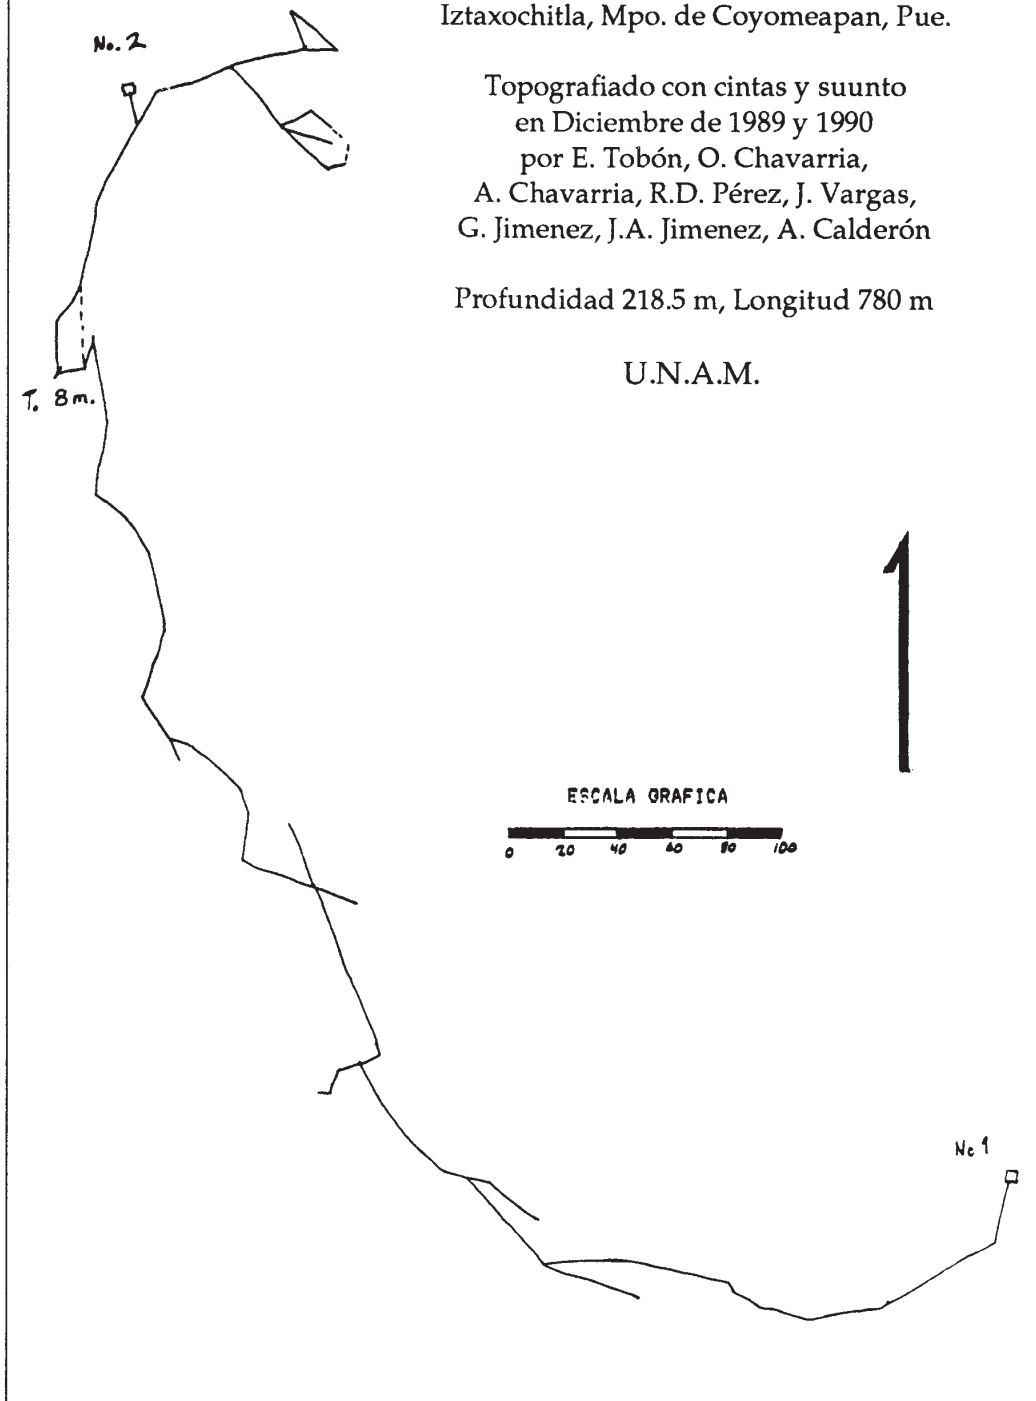 Iztaxochitla, Mpo. de Coyomeapan, Pue.
Topografiado con cintas y suunto
en Diciembre de 1989 y 1990
por E. Tobón, O. Chavarria,
A. Chavarria, R.D. Pérez, J. Vargas,
G. Jimenez, J.A. Jimenez, A. Calderón
Profundidad 218.5 m, Longitud 780 m
U.N.A.M.
No. 2
T. 8m.
ESCALA GRAFICA
0 20 40 60 80 100
No 1